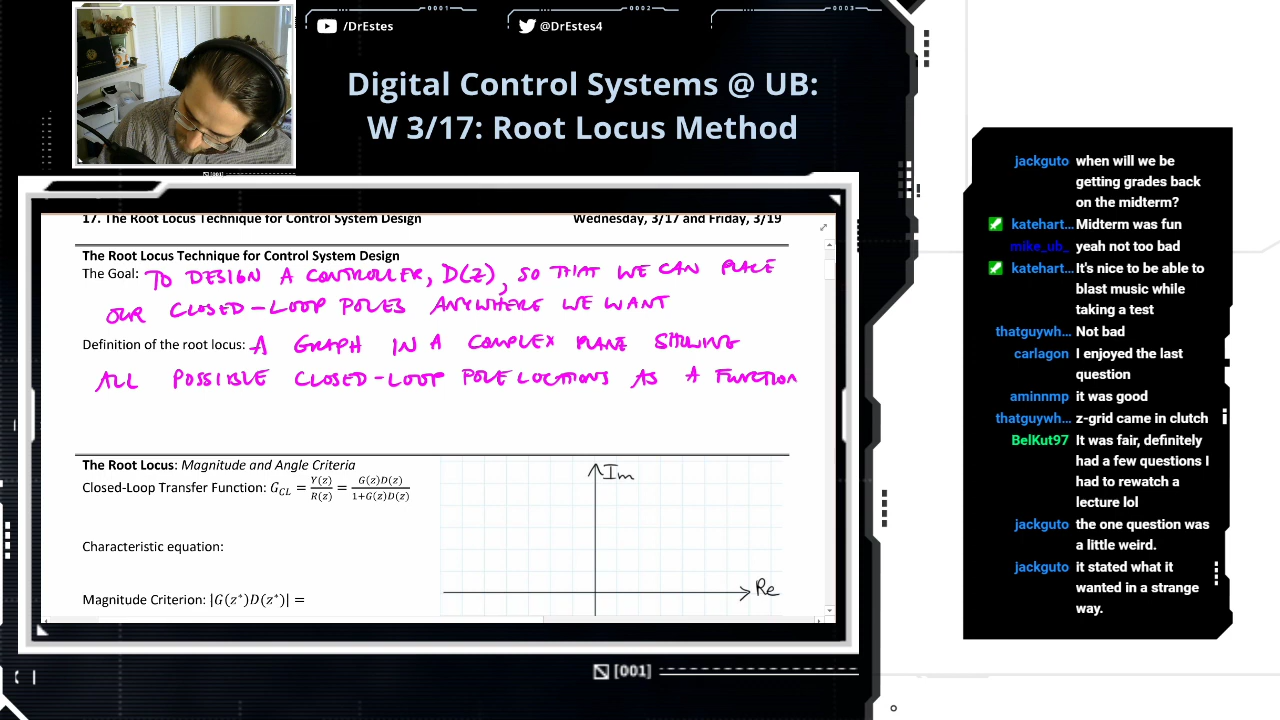 0001
0002
0003
/DrEstes
@DrEstes4
Digital Control Systems @ UB:
W 3/17: Root Locus Method
[001]
17. The Root Locus Technique for Control System Design Wednesday, 3/17 and Friday, 3/19
The Root Locus Technique for Control System Design
The Goal: TO DESIGN A CONTROLLER, D(Z), SO THAT WE CAN PLACE
OUR CLOSED-LOOP POLES ANYWHERE WE WANT
Definition of the root locus: A GRAPH IN A COMPLEX PLANE SHOWING
ALL POSSIBLE CLOSED-LOOP POLE LOCATIONS AS A FUNCTION
The Root Locus: Magnitude and Angle Criteria
Closed-Loop Transfer Function: G_CL = Y(z)/R(z) = G(z)D(z)/1+G(z)D(z)
Im
Characteristic equation:
Re
Magnitude Criterion: |G(z*)D(z*)| =
[001]
jackguto when will we be
getting grades back
on the midterm?
katehart... Midterm was fun
mike_ub_ yeah not too bad
katehart... It's nice to be able to
blast music while
taking a test
thatguywh... Not bad
carlagon I enjoyed the last
question
aminnmp it was good
thatguywh... z-grid came in clutch
BelKut97 It was fair, definitely
had a few questions I
had to rewatch a
lecture lol
jackguto the one question was
a little weird.
jackguto it stated what it
wanted in a strange
way.